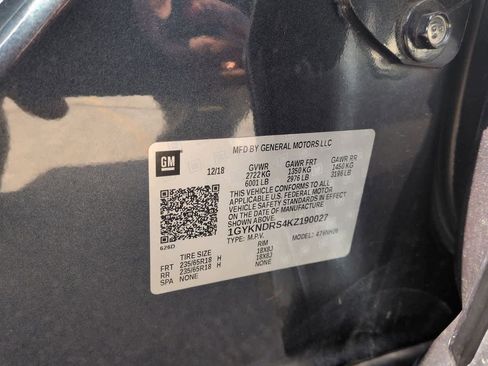 GM
MFD BY GENERAL MOTORS LLC
12/18
GVWR GAWR FRT GAWR RR
2722 KG 1350 KG 1450 KG
6001 LB 2976 LB 3196 LB
THIS VEHICLE CONFORMS TO ALL
APPLICABLE U.S. FEDERAL MOTOR
VEHICLE SAFETY STANDARDS IN EFFECT
ON THE DATE OF MANUFACTURE
SHOWN ABOVE.
1GYKNDRS4KZ190027
TYPE: M.P.V. MODEL:
626D
TIRE SIZE RIM
FRT 235/65R18 H 18X8J
RR 235/65R18 H 18X8J
SPA NONE NONE